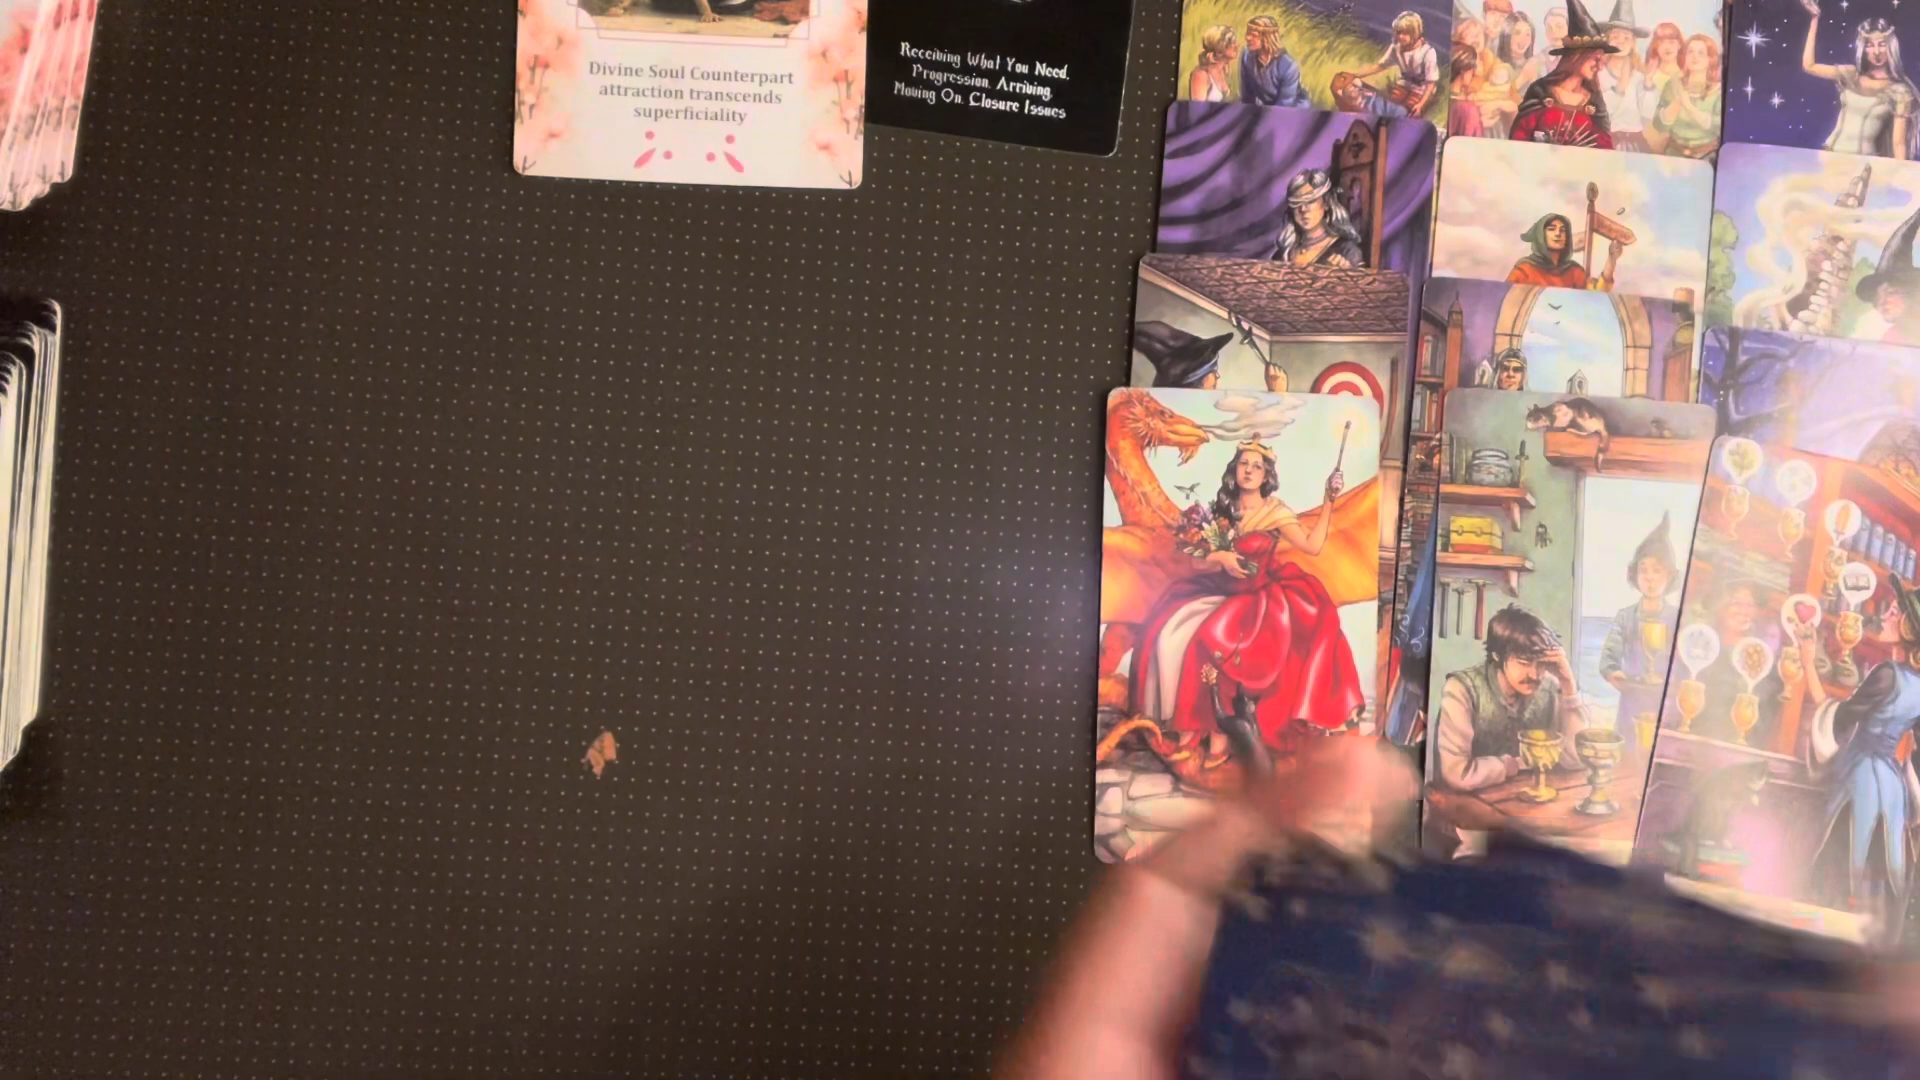 Divine Soul Counterpart
attraction transcends
superficiality
Receiving What You Need.
Progression. Arriving.
Moving On. Closure Issues